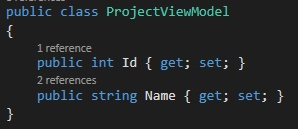 public class ProjectViewModel
{
1 reference
public int Id { get; set; }
2 references
public string Name { get; set; }
}